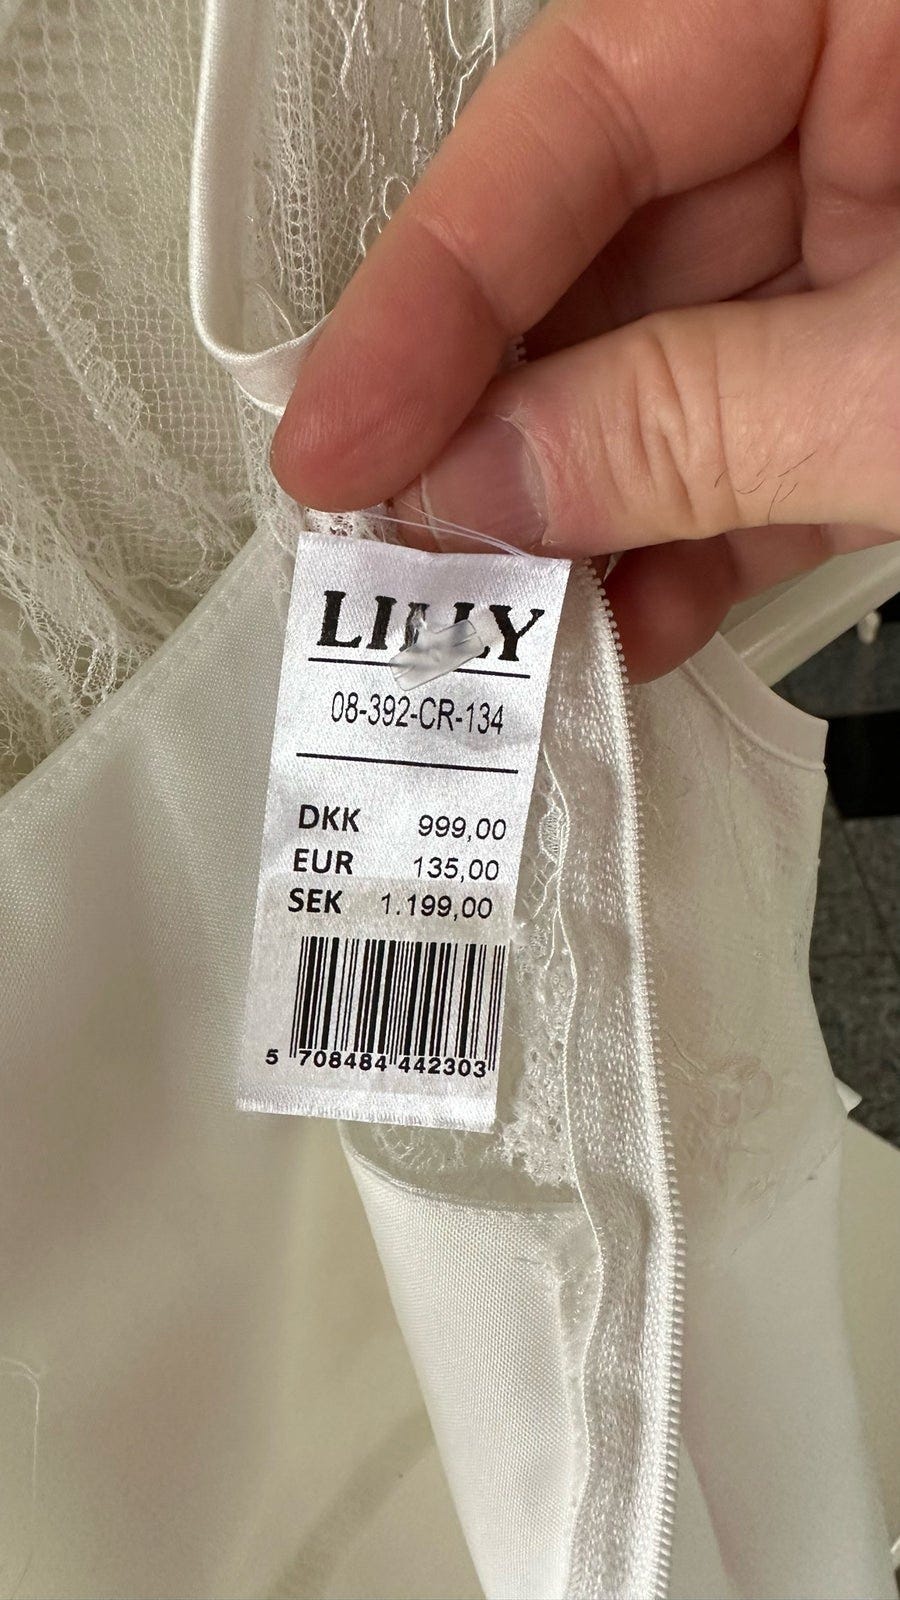 LILLY
08-392-CR-134
DKK 999,00
EUR 135,00
SEK 1.199,00
5 708484 442303